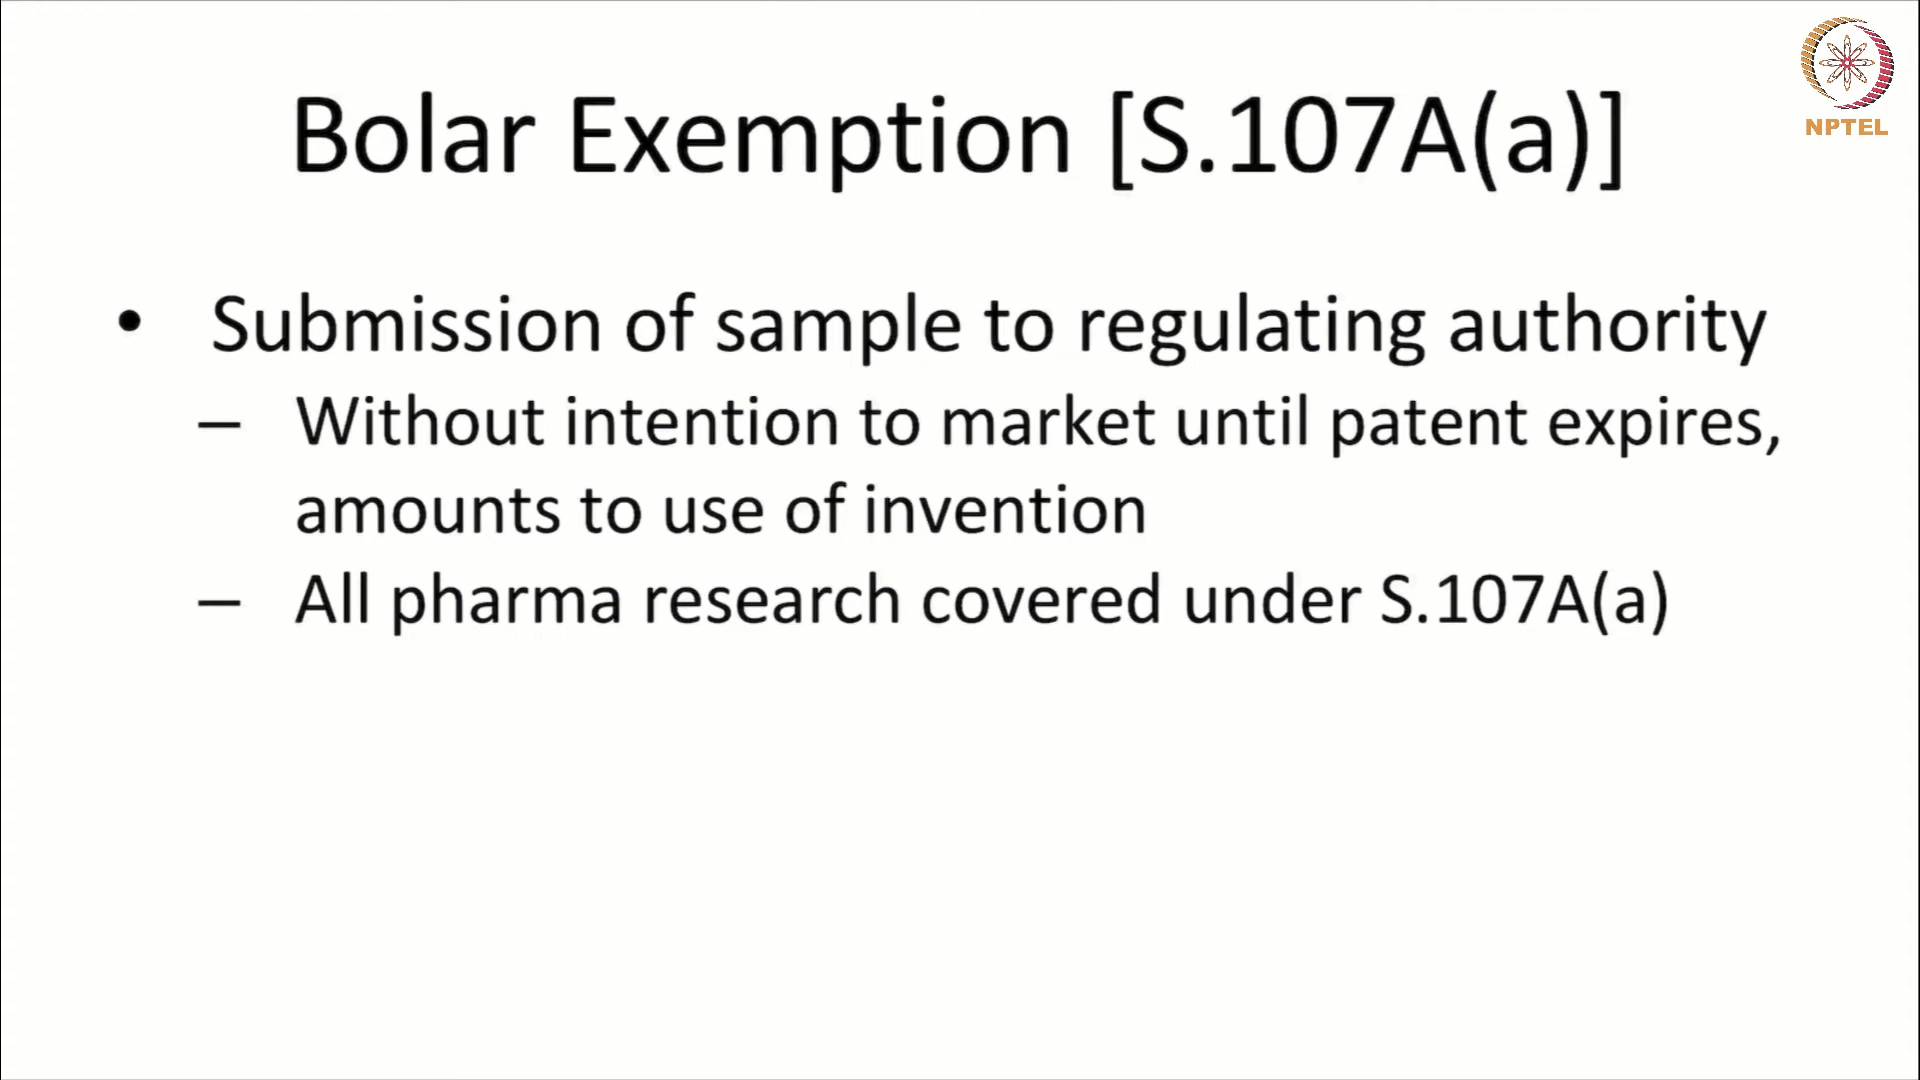 Bolar Exemption [S.107A(a)]
NPTEL
• Submission of sample to regulating authority
– Without intention to market until patent expires,
amounts to use of invention
– All pharma research covered under S.107A(a)